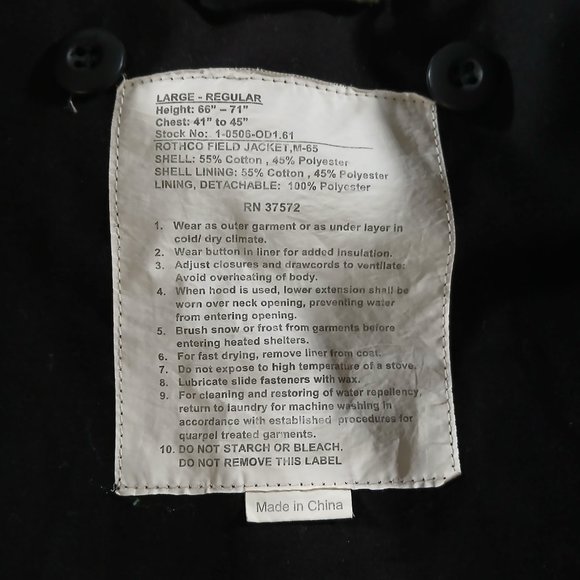 LARGE - REGULAR
Height: 66" - 71"
Chest: 41" to 45"
Stock No: 1-0506-OD1.61
ROTHCO FIELD JACKET,M-65
SHELL: 55% Cotton , 45% Polyester
SHELL LINING: 55% Cotton , 45% Polyester
LINING, DETACHABLE: 100% Polyester
RN 37572
1. Wear as outer garment or as under layer in
cold/ dry climate.
2. Wear button in liner for added insulation.
3. Adjust closures and drawcords to ventilate:
Avoid overheating of body.
4. When hood is used, lower extension shall be
worn over neck opening, preventing water
from entering opening.
5. Brush snow or frost from garments before
entering heated shelters.
6. For fast drying, remove liner from coat.
7. Do not expose to high temperature of a stove.
8. Lubricate slide fasteners with wax.
9. For cleaning and restoring of water repellency,
return to laundry for machine washing in
accordance with established procedures for
quarpel treated garments.
10. DO NOT STARCH OR BLEACH.
DO NOT REMOVE THIS LABEL
Made in China